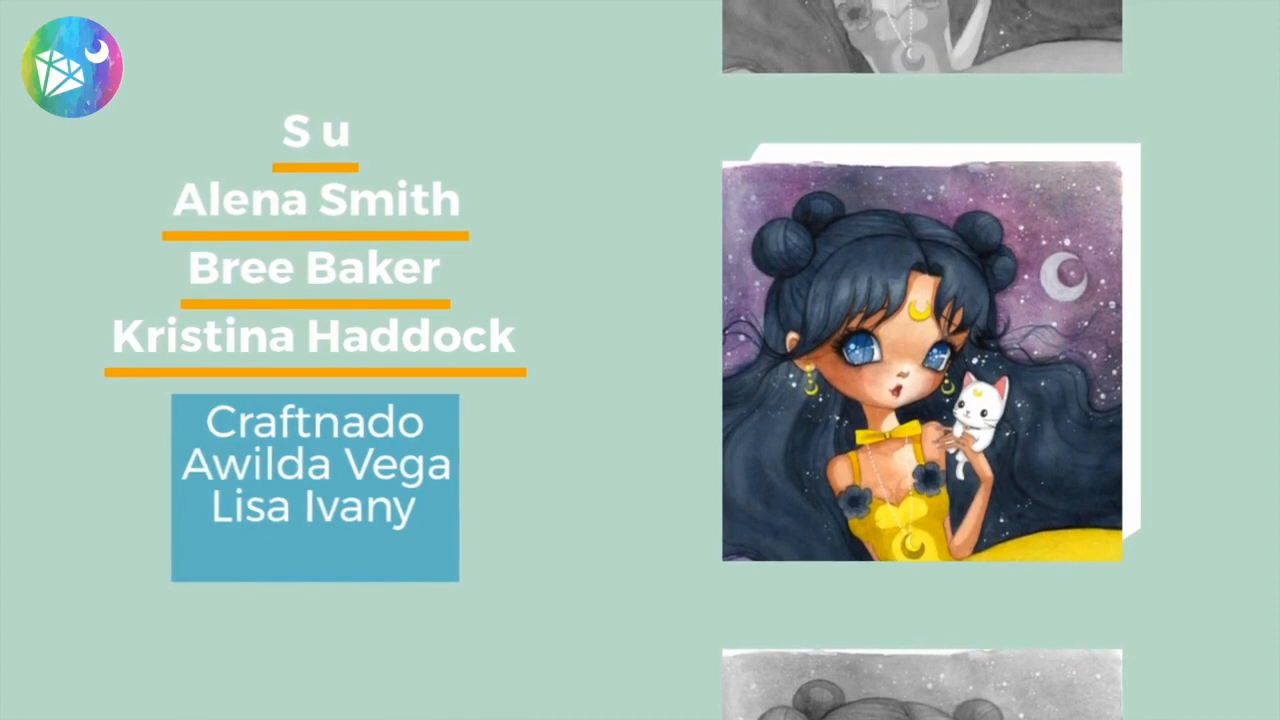 S u
Alena Smith
Bree Baker
Kristina Haddock
Craftnado
Awilda Vega
Lisa Ivany